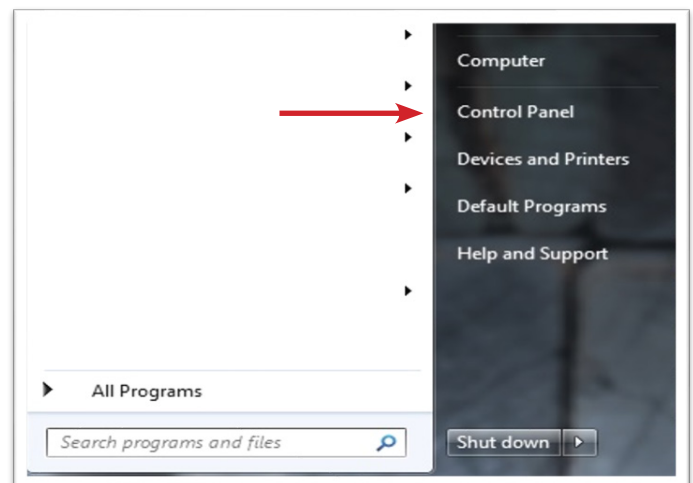 Computer
Control Panel
Devices and Printers
Default Programs
Help and Support
All Programs
Search programs and files
Shut down